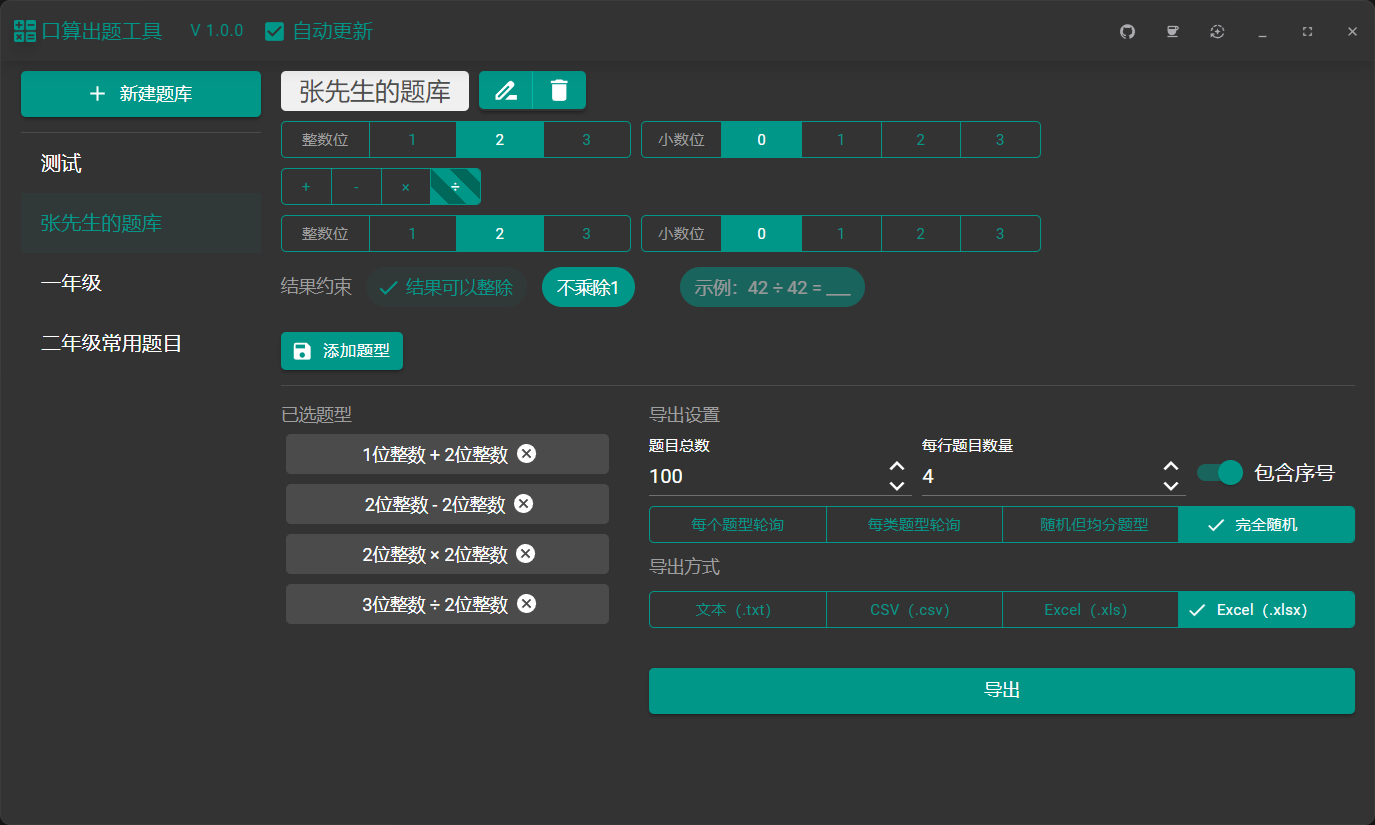 口算出题工具 V 1.0.0 自动更新
新建题库
测试
张先生的题库
一年级
二年级常用题目
张先生的题库
整数位 1 2 3 小数位 0 1 2 3
+ - × ÷
整数位 1 2 3 小数位 0 1 2 3
结果约束 结果可以整除 不乘除1 示例：42 ÷ 42 = ___
添加题型
已选题型
1位整数 + 2位整数
2位整数 - 2位整数
2位整数 × 2位整数
3位整数 ÷ 2位整数
导出设置
题目总数 每行题目数量
100 4 包含序号
每个题型轮询 每类题型轮询 随机但均分题型 完全随机
导出方式
文本（.txt） CSV（.csv） Excel（.xls） Excel（.xlsx）
导出